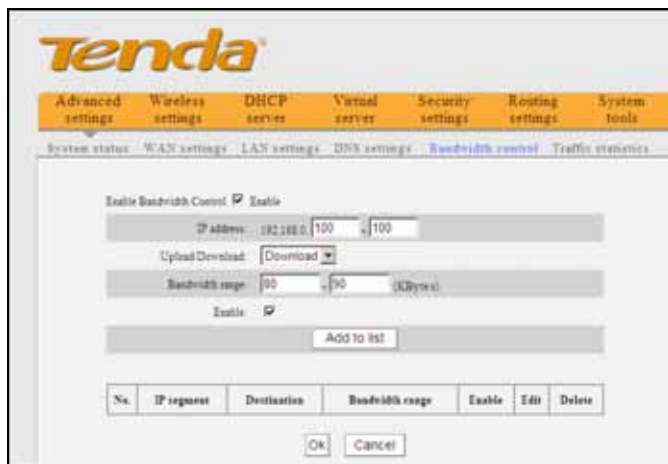 Tenda
Advanced settings Wireless settings DHCP server Virtual server Security settings Routing settings System tools
System status WAN settings LAN settings DNS settings Bandwidth control Traffic statistics
Enable Bandwidth Control Enable
IP address: 192.168.0. 100 - 100
Upload/Download: Download
Bandwidth range: 80 - 90 (KBytes)
Enable
Add to list
No. IP segment Destination Bandwidth range Enable Edit Delete
Ok Cancel